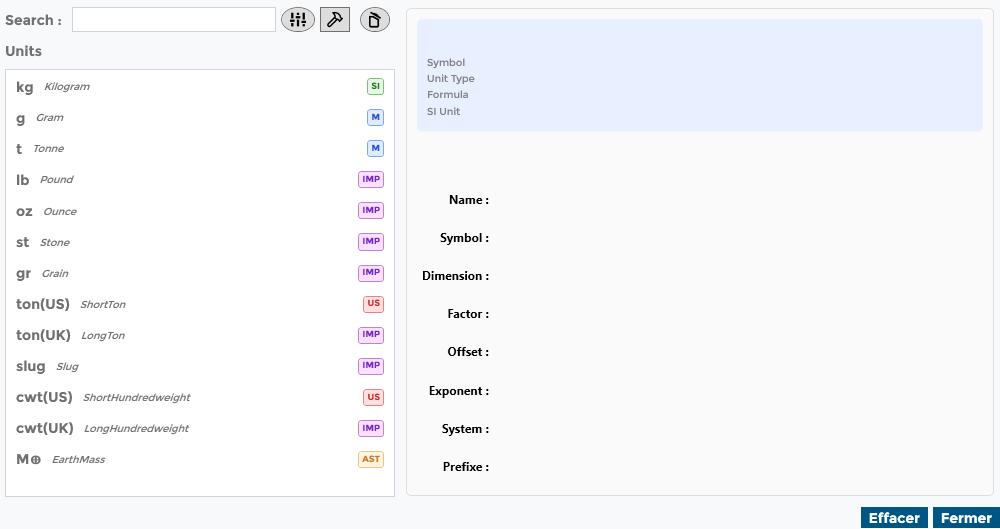 Search :
Units
kg Kilogram SI
g Gram M
t Tonne M
lb Pound IMP
oz Ounce IMP
st Stone IMP
gr Grain IMP
ton(US) ShortTon US
ton(UK) LongTon IMP
slug Slug IMP
cwt(US) ShortHundredweight US
cwt(UK) LongHundredweight IMP
M⊕ EarthMass AST
Symbol
Unit Type
Formula
SI Unit
Name :
Symbol :
Dimension :
Factor :
Offset :
Exponent :
System :
Prefixe :
Effacer Fermer